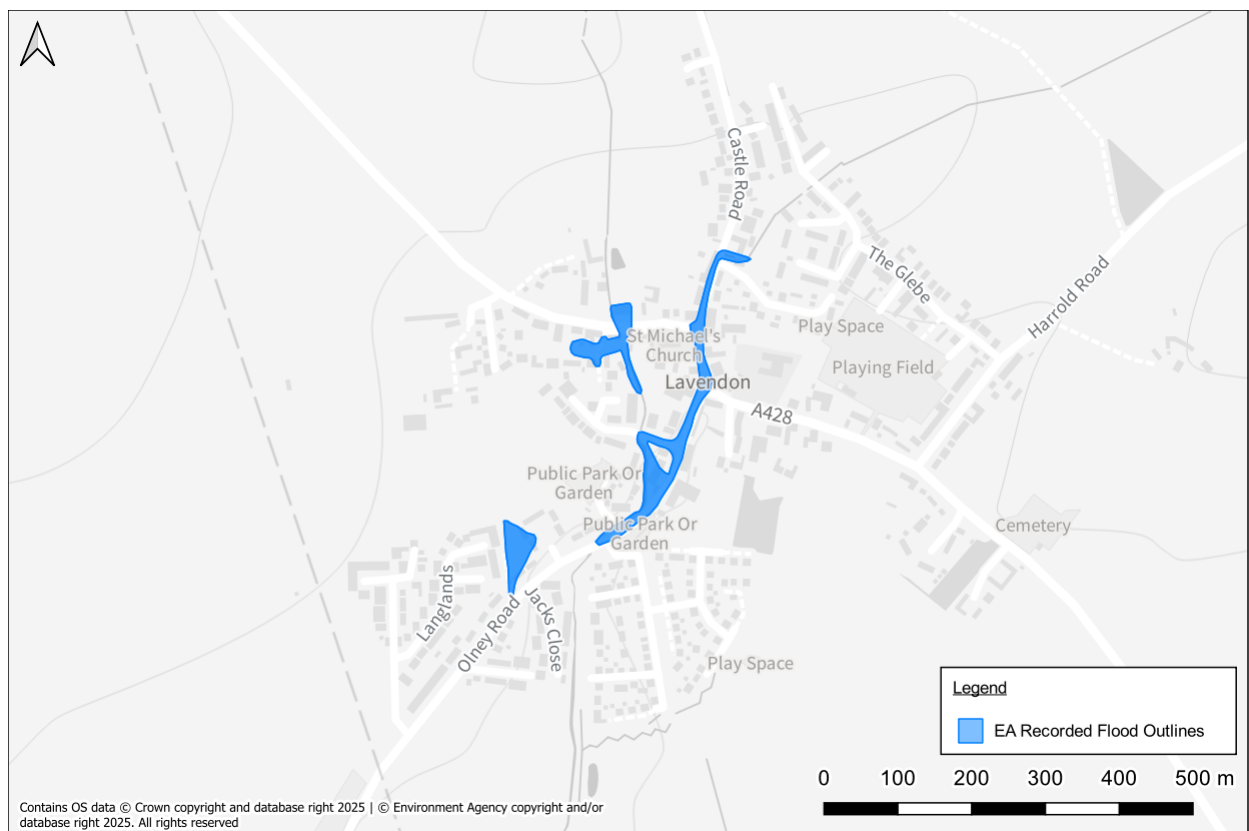 Castle Road
The Glebe
Harrold Road
Play Space
St Michael's
Church
Playing Field
Lavendon
A428
Public Park Or
Garden
Public Park Or
Garden
Cemetery
Langlands
Olney Road
Jacks Close
Play Space
Legend
EA Recorded Flood Outlines
0 100 200 300 400 500 m
Contains OS data © Crown copyright and database right 2025 | © Environment Agency copyright and/or
database right 2025. All rights reserved